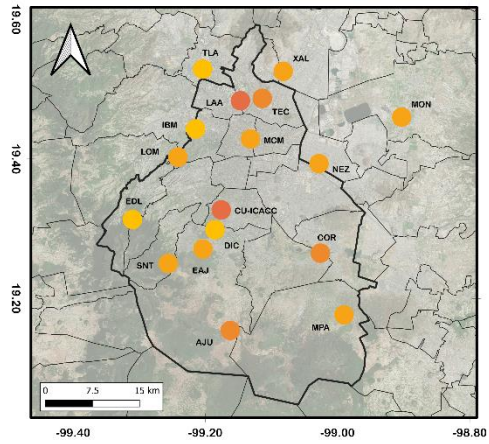 19.60
TLA
XAL
LAA
TEC
MON
IBM
MCM
LOM
19.40
NEZ
EDL
CU-ICACC
DIC
COR
SNT
EAJ
19.20
AJU
MPA
0 7.5 15 km
-99.40 -99.20 -99.00 -98.80